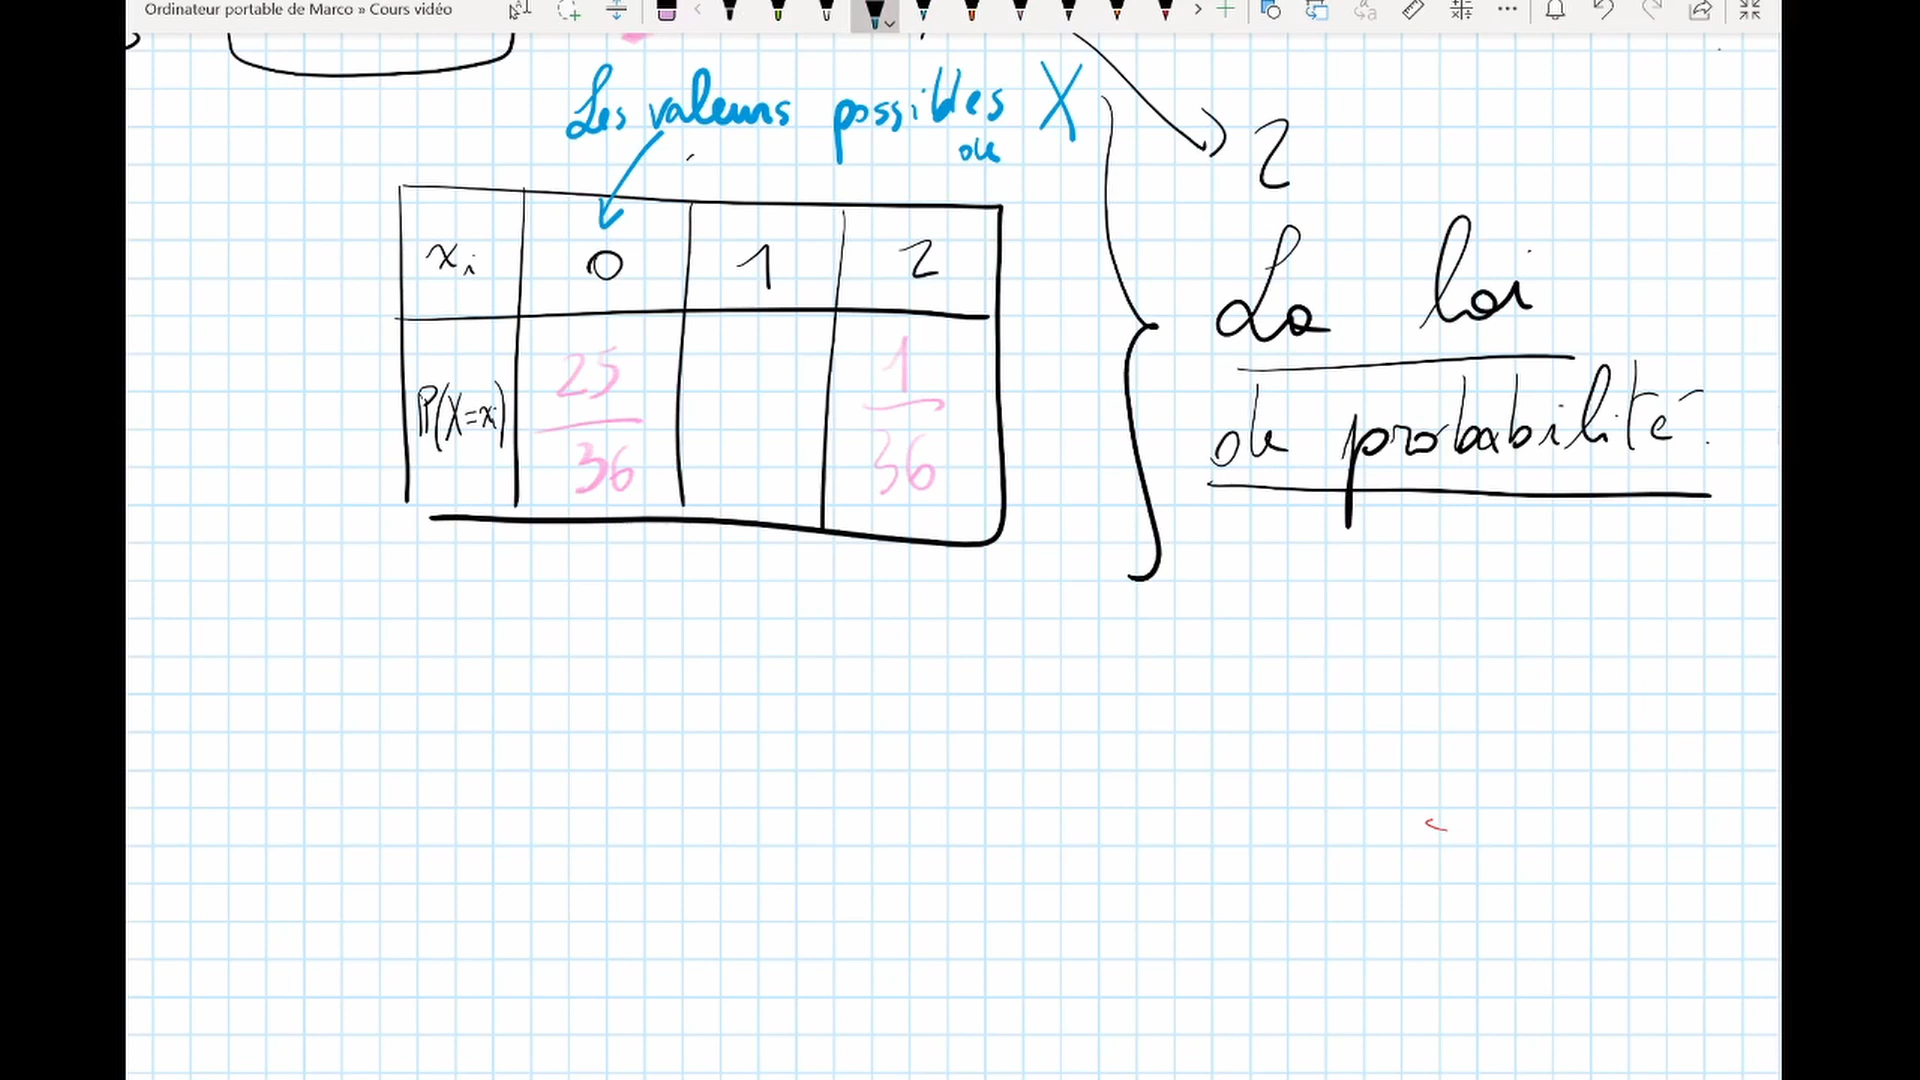 Ordinateur portable de Marco » Cours vidéo
Les valeurs possibles X
de
2
xi 0 1 2
P(X=xi) 25/36 1/36
La loi
de probabilité.